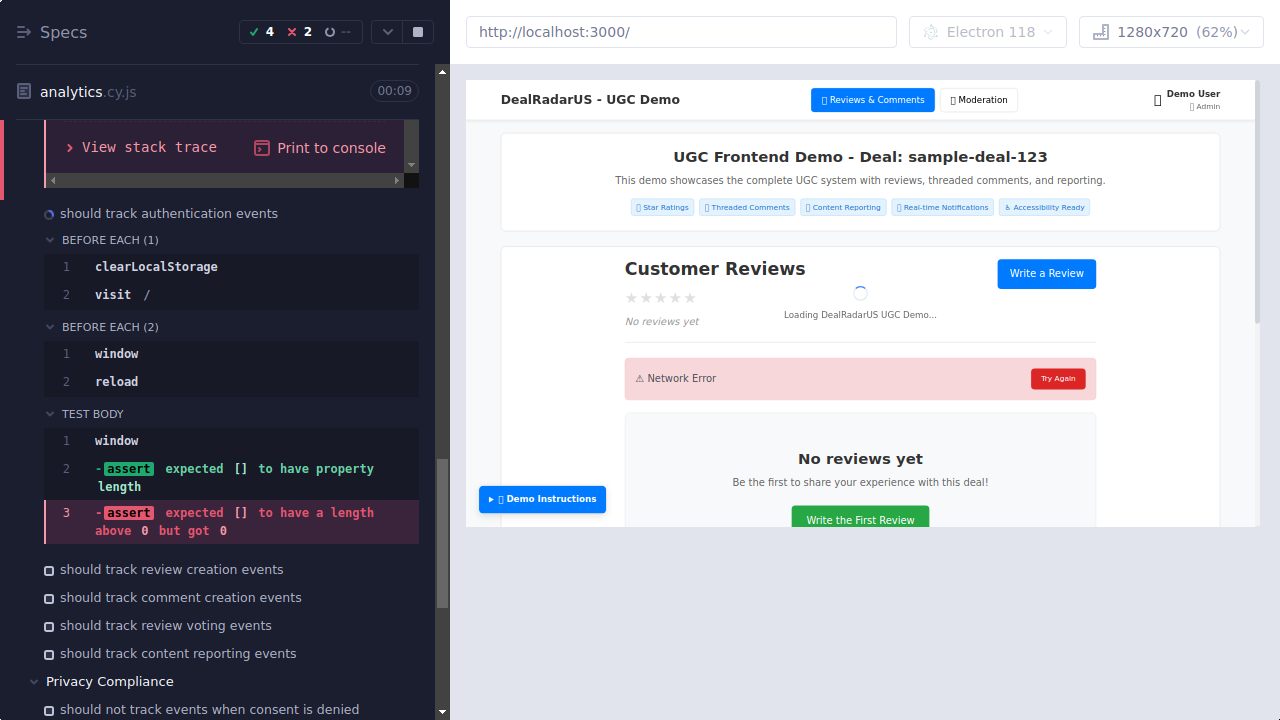 Specs
4
2
--
analytics.cy.js
00:09
View stack trace
Print to console
should track authentication events
BEFORE EACH (1)
1 clearLocalStorage
2 visit /
BEFORE EACH (2)
1 window
2 reload
TEST BODY
1 window
2 -assert expected [] to have property
length
3 -assert expected [] to have a length
above 0 but got 0
should track review creation events
should track comment creation events
should track review voting events
should track content reporting events
Privacy Compliance
should not track events when consent is denied
http://localhost:3000/
Electron 118
1280x720 (62%)
DealRadarUS - UGC Demo
Reviews & Comments
Moderation
Demo User
Admin
UGC Frontend Demo - Deal: sample-deal-123
This demo showcases the complete UGC system with reviews, threaded comments, and reporting.
Star Ratings
Threaded Comments
Content Reporting
Real-time Notifications
♿ Accessibility Ready
Customer Reviews
Write a Review
★★★★★
No reviews yet
Loading DealRadarUS UGC Demo...
⚠ Network Error
Try Again
No reviews yet
Be the first to share your experience with this deal!
▸ Demo Instructions
Write the First Review